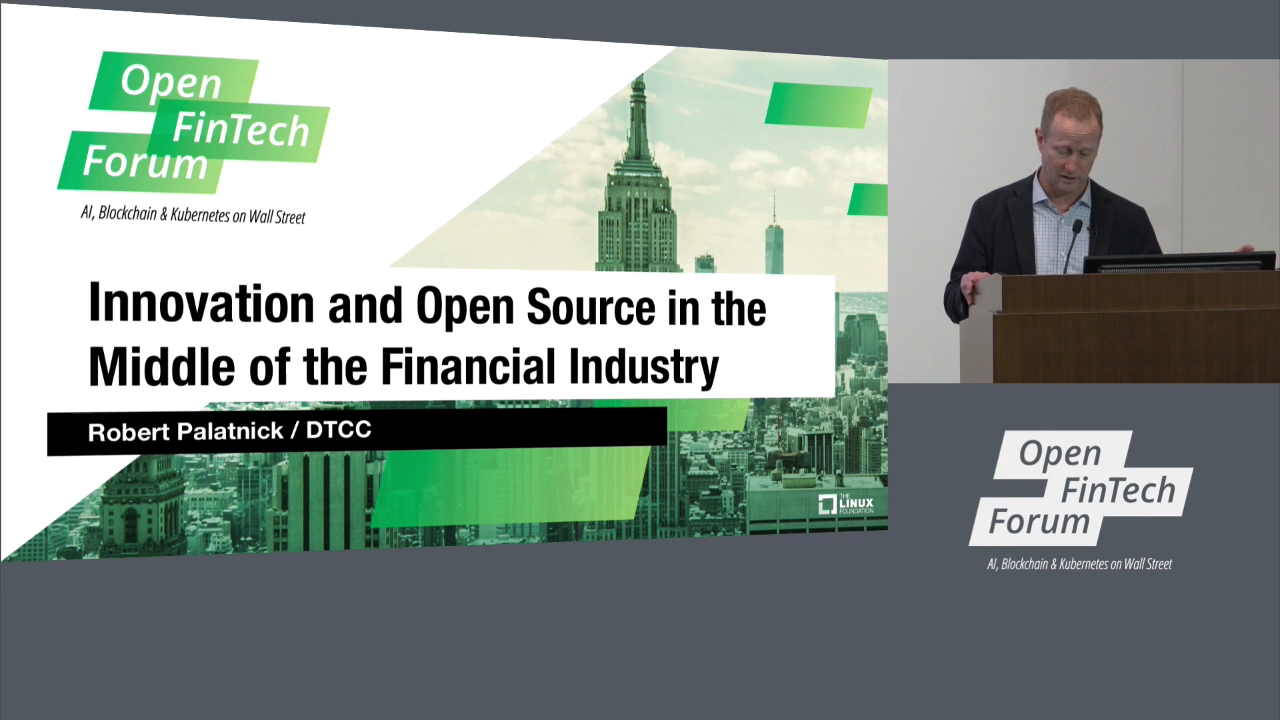 Open
FinTech
Forum
AI, Blockchain & Kubernetes on Wall Street
Innovation and Open Source in the
Middle of the Financial Industry
Robert Palatnick / DTCC
THE
LINUX
FOUNDATION
Open
FinTech
Forum
AI, Blockchain & Kubernetes on Wall Street